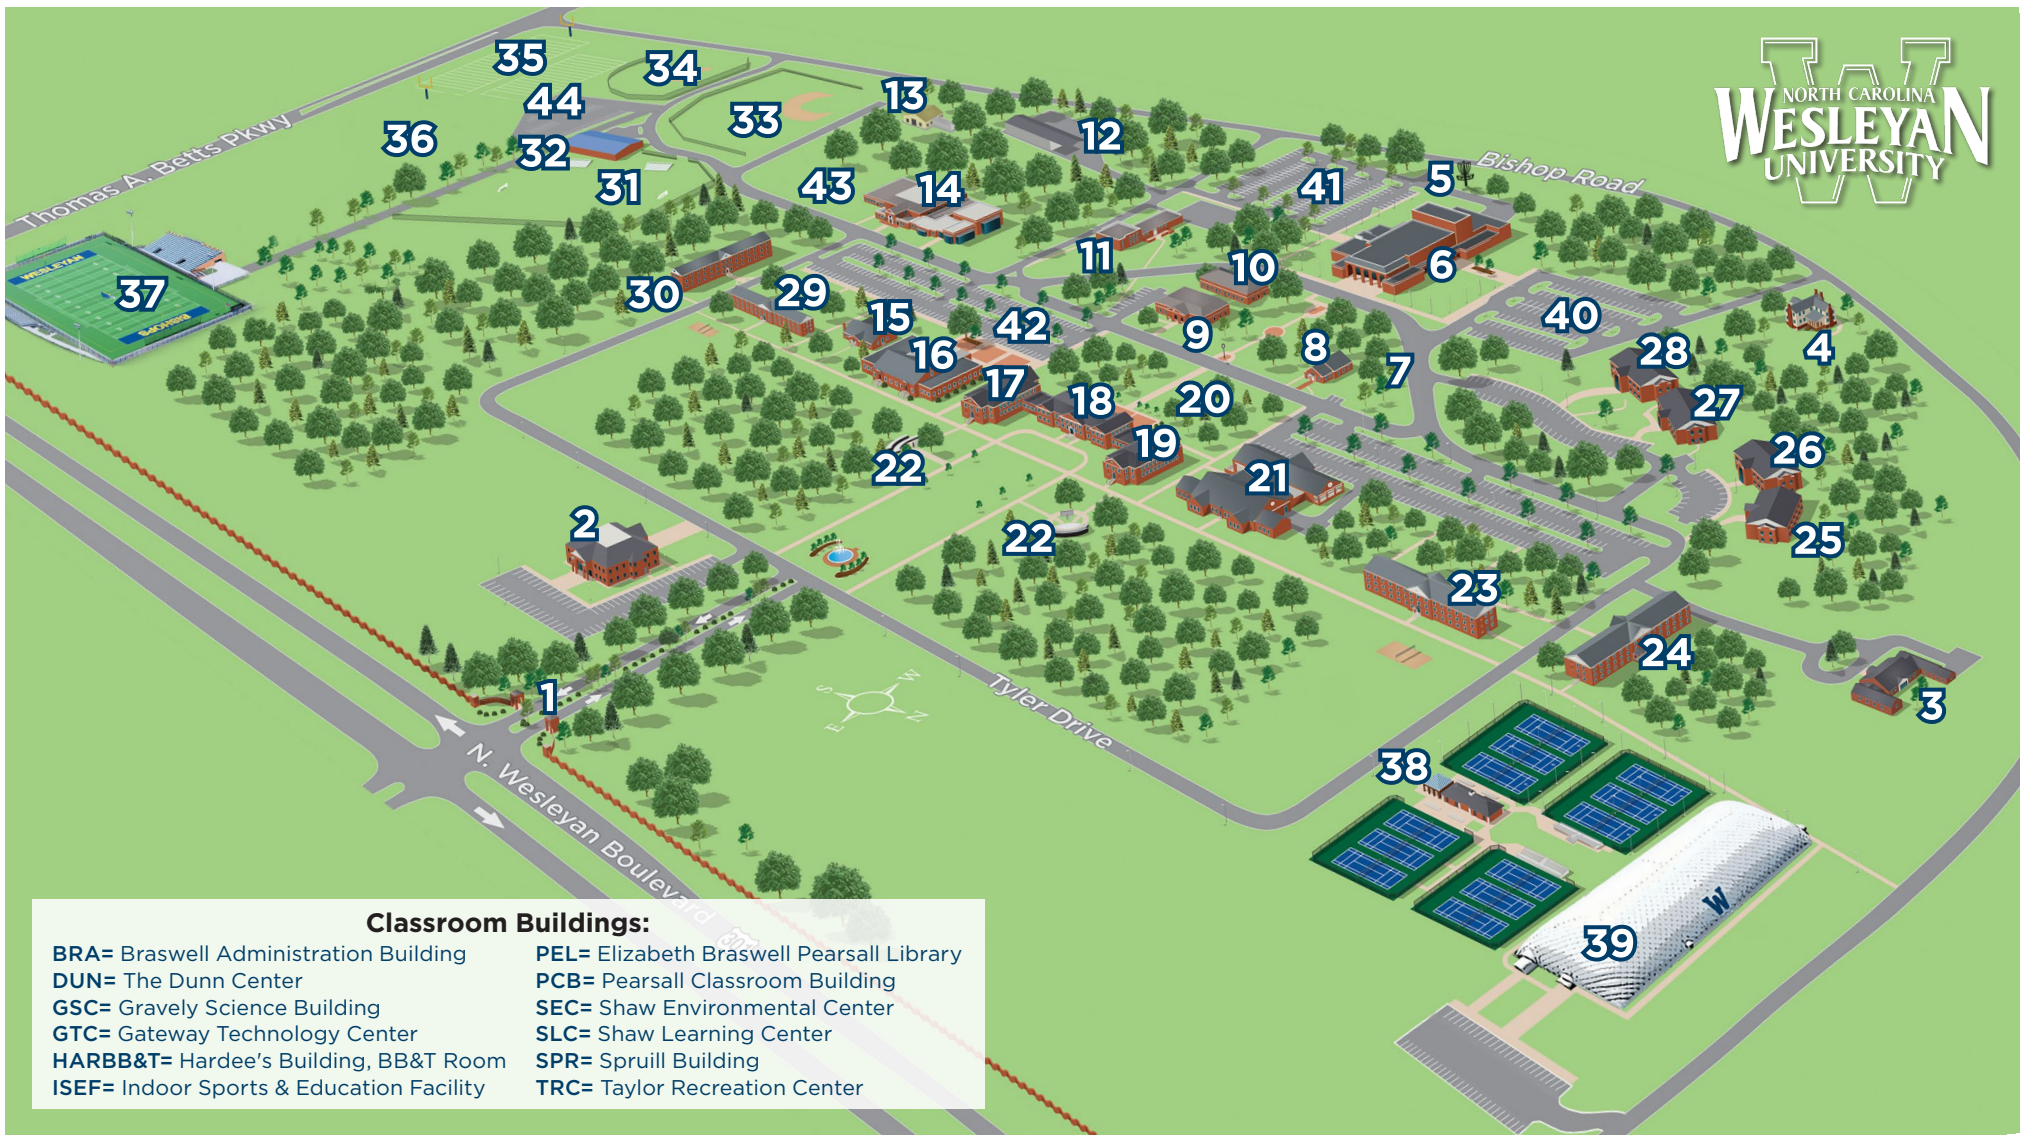 35
34
44
33
13
12
36
32
31
43
14
41
5
Thomas A. Betts Pkwy
Bishop Road
W
NORTH CAROLINA
WESLEYAN
UNIVERSITY
WESLEYAN
BISHOPS
37
30
29
11
10
6
15
42
9
40
16
17
8
7
28
4
18
20
27
19
22
21
26
2
22
25
23
24
3
1
S
W
E
N
Tyler Drive
38
N. Wesleyan Boulevard
301
W
39
Classroom Buildings:
BRA= Braswell Administration Building
DUN= The Dunn Center
GSC= Gravely Science Building
GTC= Gateway Technology Center
HARBB&T= Hardee's Building, BB&T Room
ISEF= Indoor Sports & Education Facility
PEL= Elizabeth Braswell Pearsall Library
PCB= Pearsall Classroom Building
SEC= Shaw Environmental Center
SLC= Shaw Learning Center
SPR= Spruill Building
TRC= Taylor Recreation Center